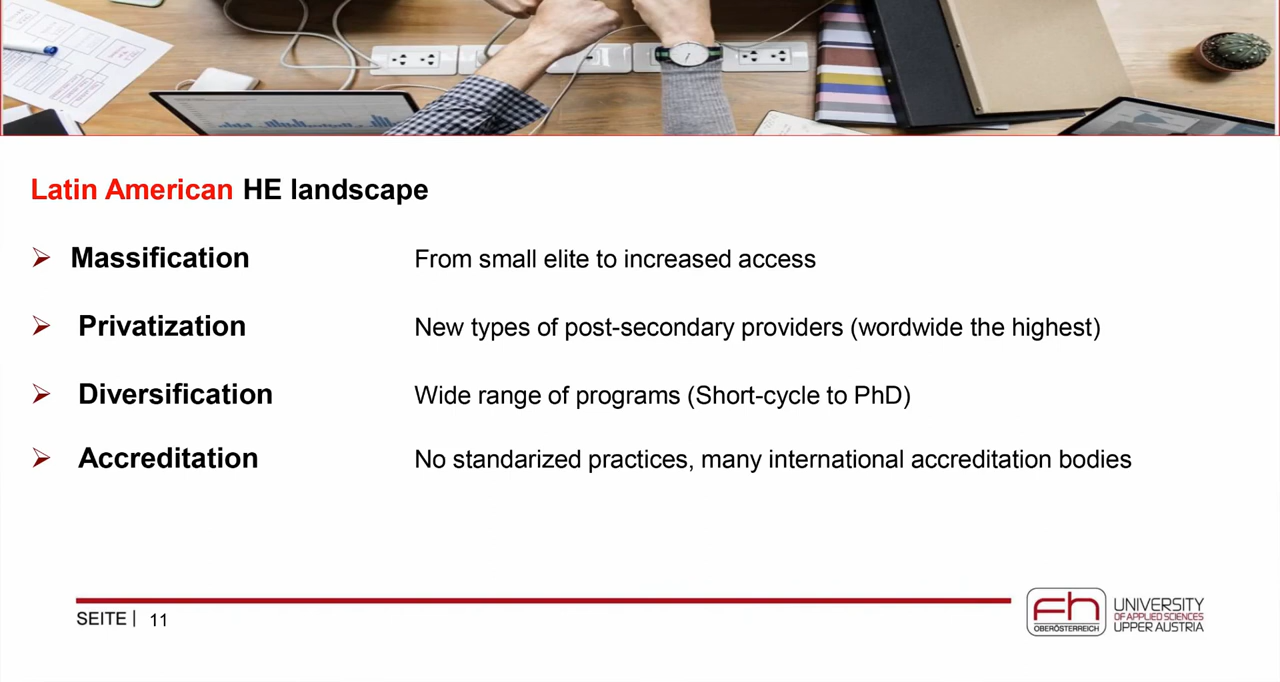 Latin American HE landscape
➢ Massification From small elite to increased access
➢ Privatization New types of post-secondary providers (wordwide the highest)
➢ Diversification Wide range of programs (Short-cycle to PhD)
➢ Accreditation No standarized practices, many international accreditation bodies
SEITE | 11
fh
OBERÖSTERREICH
UNIVERSITY
OF APPLIED SCIENCES
UPPER AUSTRIA